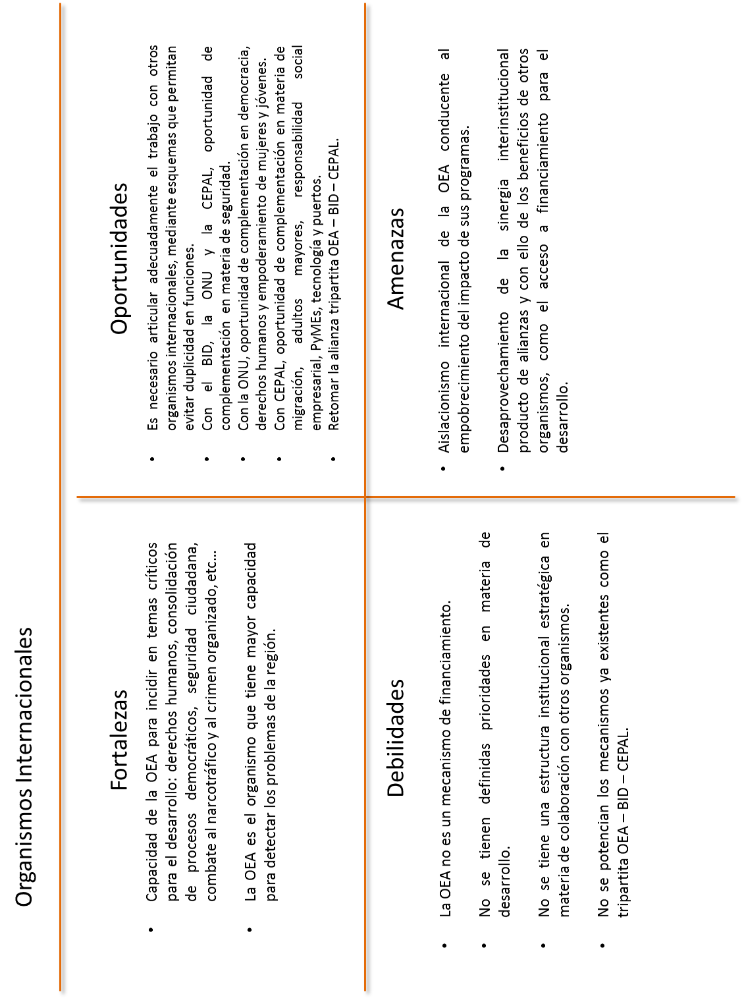 Organismos Internacionales
Fortalezas
• Capacidad de la OEA para incidir en temas críticos
para el desarrollo: derechos humanos, consolidación
de procesos democráticos, seguridad ciudadana,
combate al narcotráfico y al crimen organizado, etc...
• La OEA es el organismo que tiene mayor capacidad
para detectar los problemas de la región.
Oportunidades
• Es necesario articular adecuadamente el trabajo con otros
organismos internacionales, mediante esquemas que permitan
evitar duplicidad en funciones.
• Con el BID, la ONU y la CEPAL, oportunidad de
complementación en materia de seguridad.
• Con la ONU, oportunidad de complementación en democracia,
derechos humanos y empoderamiento de mujeres y jóvenes.
• Con CEPAL, oportunidad de complementación en materia de
migración, adultos mayores, responsabilidad social
empresarial, PyMEs, tecnología y puertos.
• Retomar la alianza tripartita OEA – BID – CEPAL.
Debilidades
• La OEA no es un mecanismo de financiamiento.
• No se tienen definidas prioridades en materia de
desarrollo.
• No se tiene una estructura institucional estratégica en
materia de colaboración con otros organismos.
• No se potencian los mecanismos ya existentes como el
tripartita OEA – BID – CEPAL.
Amenazas
• Aislacionismo internacional de la OEA conducente al
empobrecimiento del impacto de sus programas.
• Desaprovechamiento de la sinergia interinstitucional
producto de alianzas y con ello de los beneficios de otros
organismos, como el acceso a financiamiento para el
desarrollo.